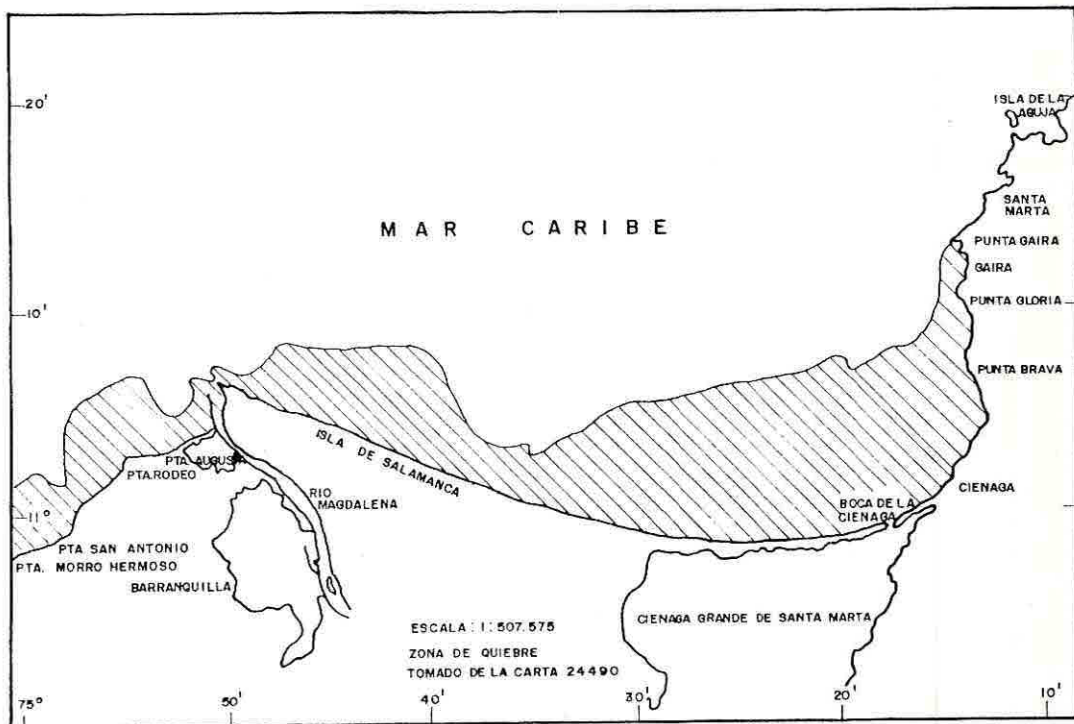 20'
ISLA DE LA
AGUJA
SANTA
MARTA
MAR CARIBE
PUNTA GAIRA
GAIRA
10'
PUNTA GLORIA
PUNTA BRAVA
ISLA DE SALAMANCA
PTA. AUGUSTA
PTA. RODEO
RIO
MAGDALENA
CIENAGA
BOCA DE LA
CIENAGA
11°
PTA SAN ANTONIO
PTA. MORRO HERMOSO
BARRANQUILLA
CIENAGA GRANDE DE SANTA MARTA
ESCALA : 1 : 507.575
ZONA DE QUIEBRE
TOMADO DE LA CARTA 24490
75°
50'
40'
30'
20'
10'